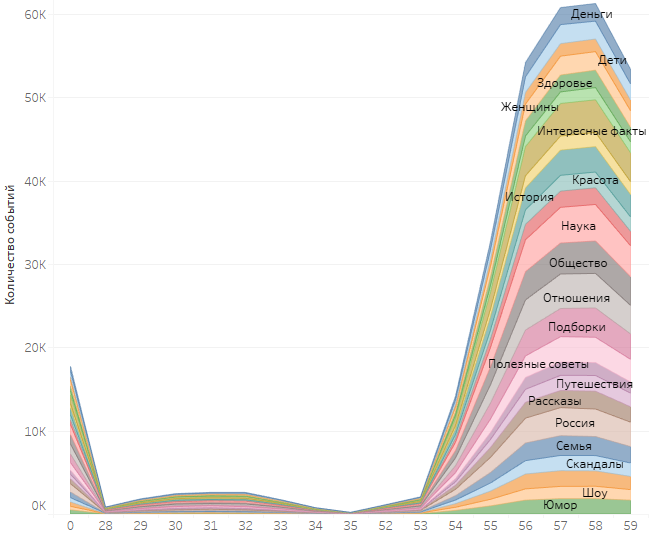 60K
50K
40K
30K
20K
10K
0K
Количество событий
Деньги
Дети
Здоровье
Женщины
Интересные факты
Красота
История
Наука
Общество
Отношения
Подборки
Полезные советы
Путешествия
Рассказы
Россия
Семья
Скандалы
Шоу
Юмор
0 28 29 30 31 32 33 34 35 52 53 54 55 56 57 58 59